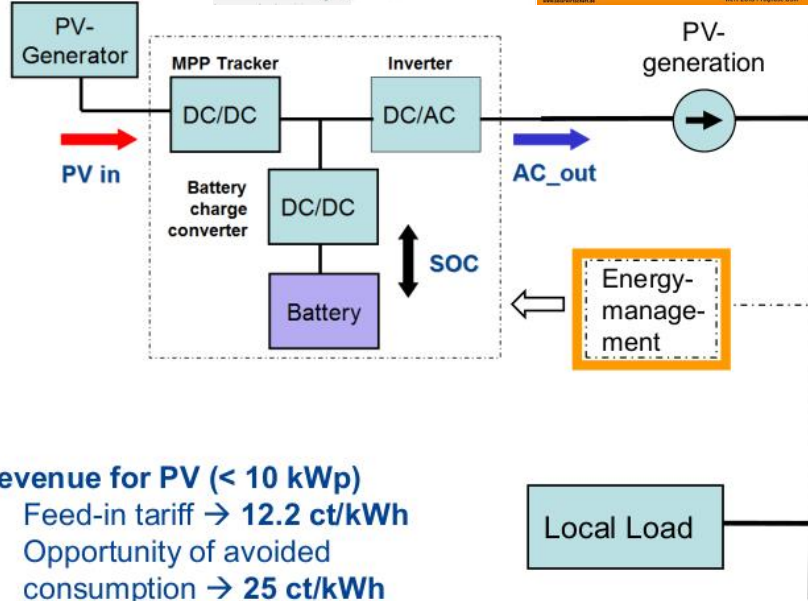 PV-
Generator
MPP Tracker
Inverter
PV-
generation
DC/DC
DC/AC
PV in
AC_out
Battery
charge
converter
DC/DC
SOC
Battery
Energy-
manage-
ment
evenue for PV (< 10 kWp)
Feed-in tariff → 12.2 ct/kWh
Opportunity of avoided
consumption → 25 ct/kWh
Local Load